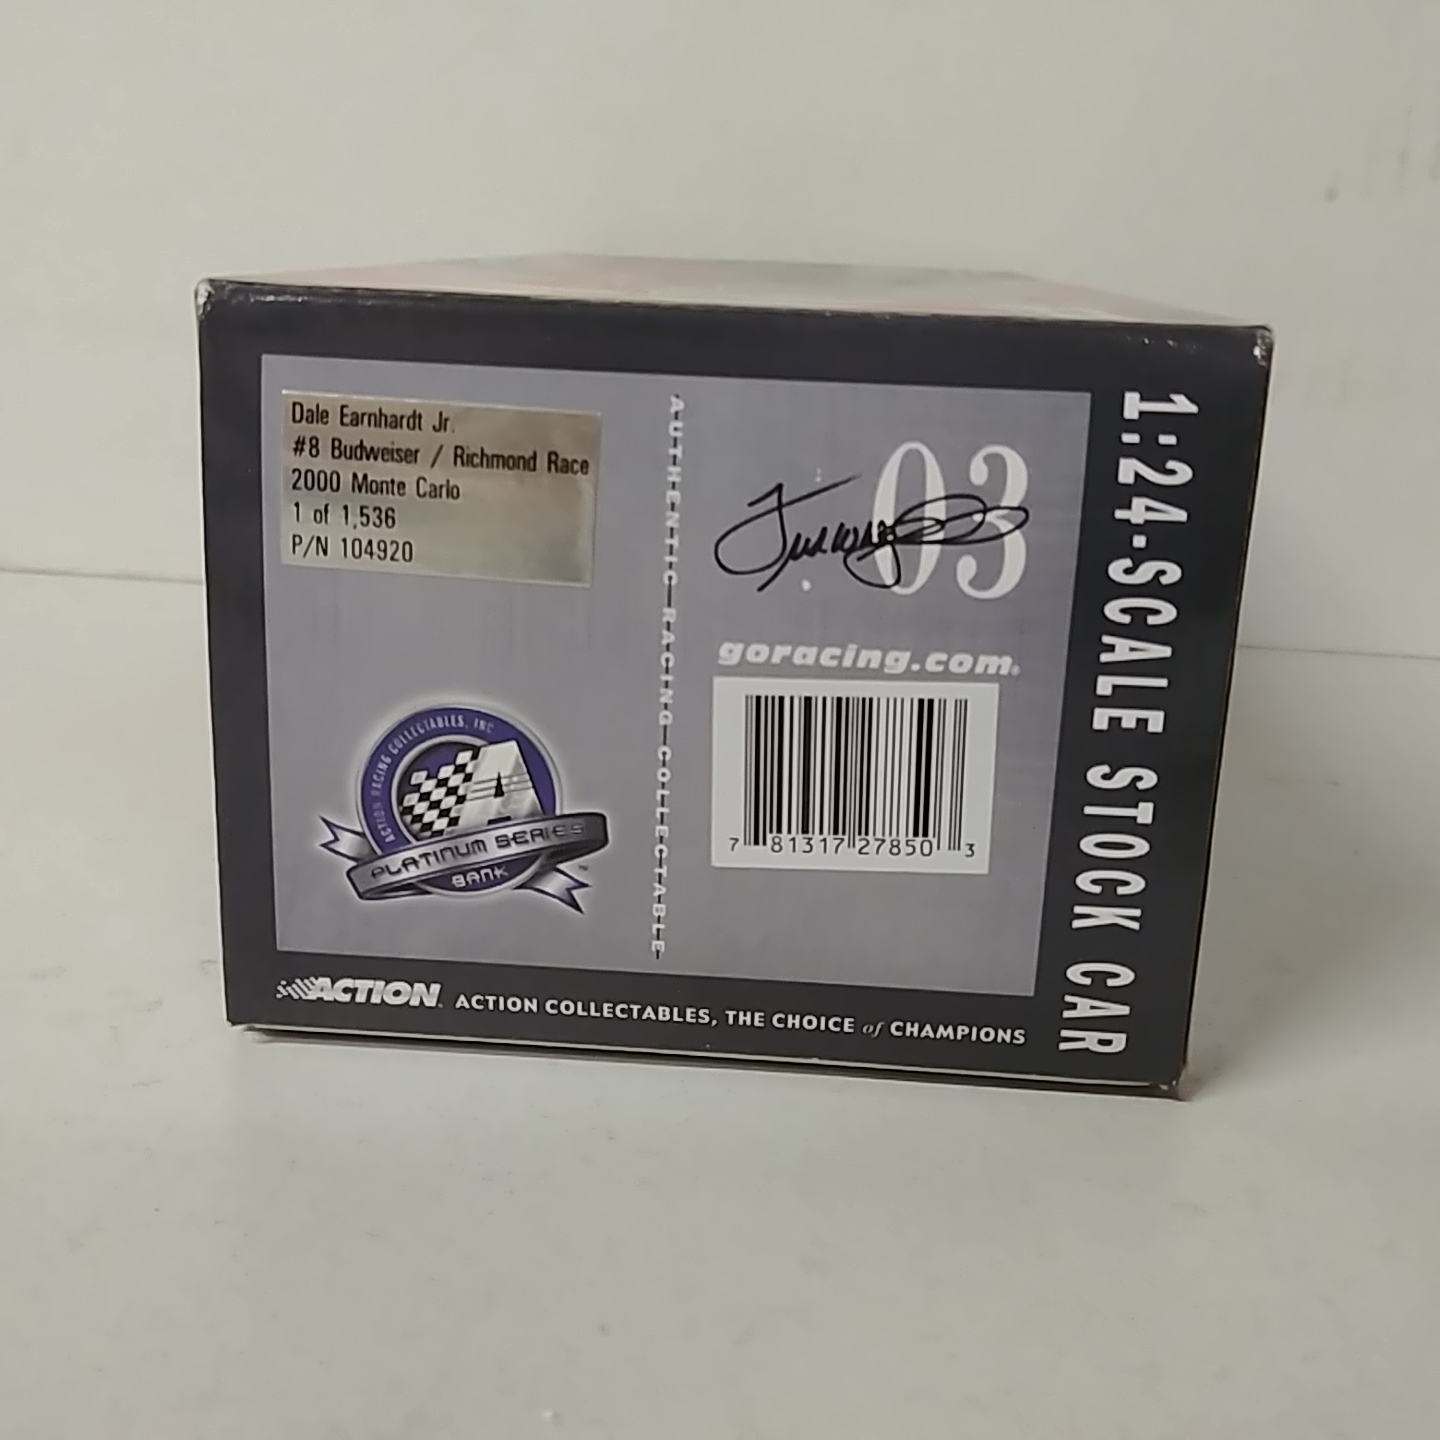 Dale Earnhardt Jr.
#8 Budweiser / Richmond Race
2000 Monte Carlo
1 of 1,536
P/N 104920
ACTION RACING COLLECTABLES, INC
A
PLATINUM SERIES
BANK
™
AUTHENTIC-RACING-COLLECTABLE
03
goracing.com®
7 81317 27850 3
1:24-SCALE STOCK CAR
ACTION
ACTION COLLECTABLES, THE CHOICE of CHAMPIONS